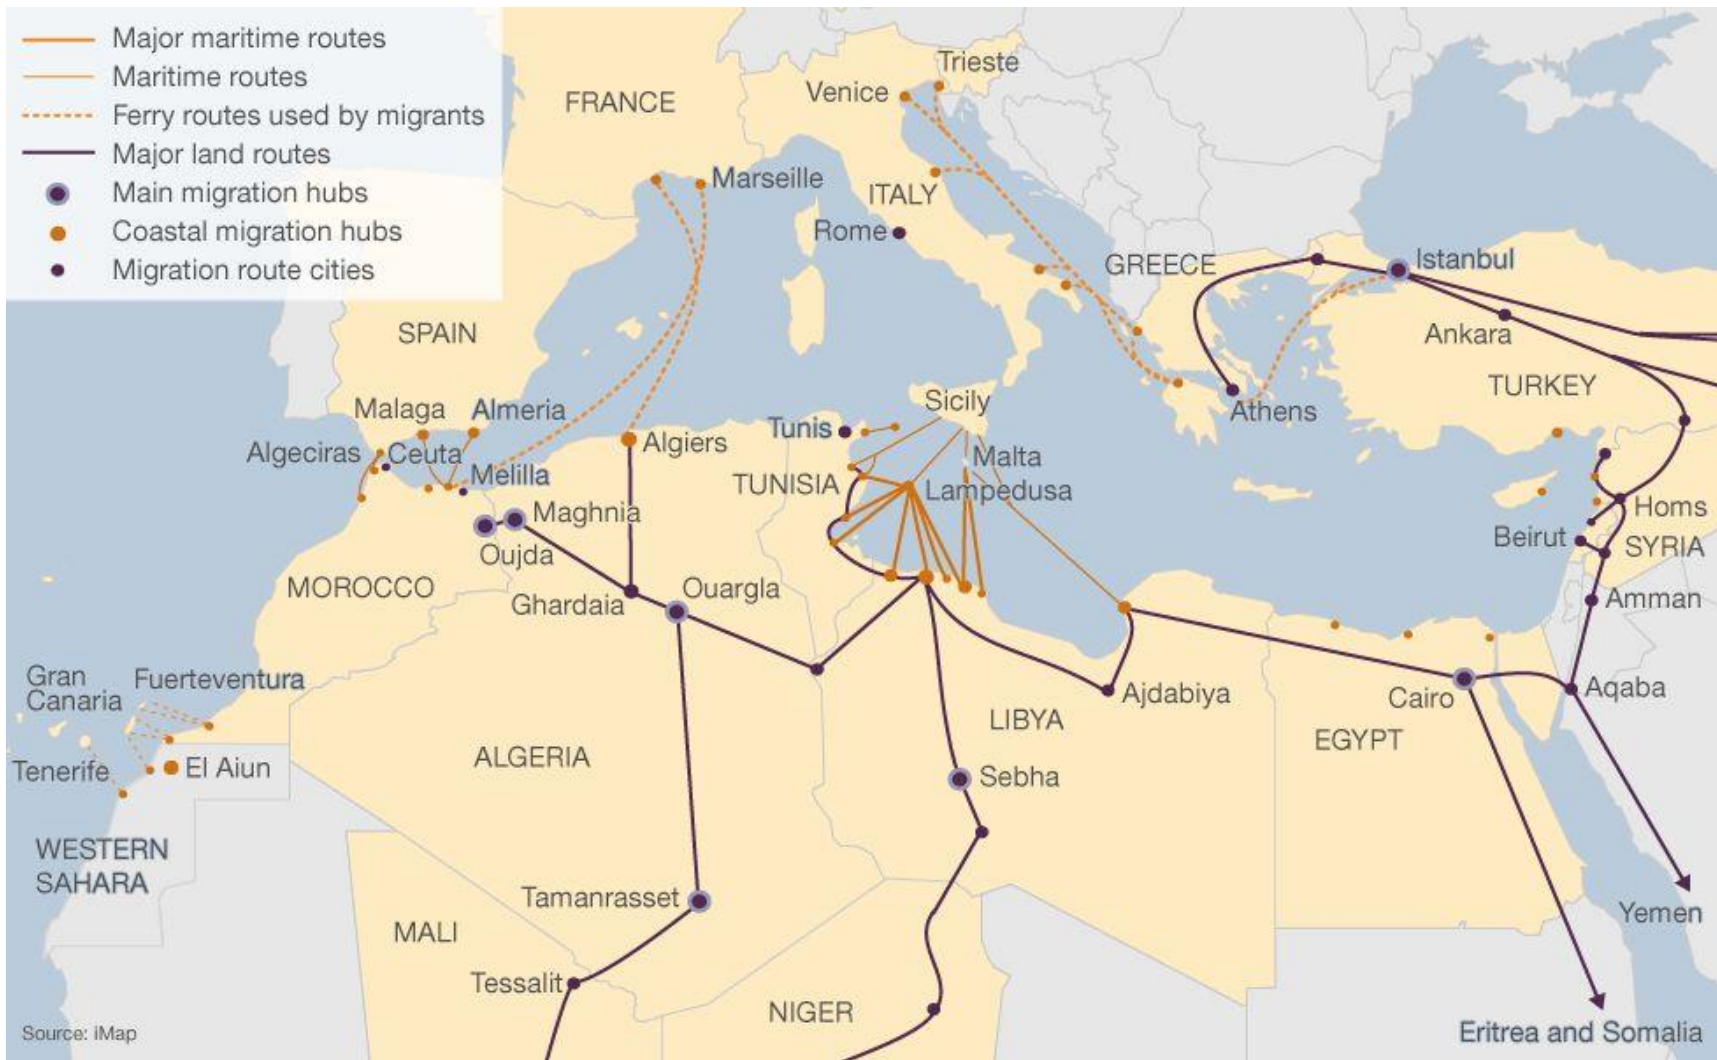 Major maritime routes
Maritime routes
Ferry routes used by migrants
Major land routes
Main migration hubs
Coastal migration hubs
Migration route cities
Trieste
Venice
FRANCE
Marseille
ITALY
Rome
GREECE
Istanbul
SPAIN
Ankara
TURKEY
Malaga
Almeria
Sicily
Athens
Tunis
Algiers
Algeciras
Ceuta
Malta
Melilla
TUNISIA
Lampedusa
Maghnia
Homs
Beirut
Oujda
SYRIA
MOROCCO
Ouargla
Ghardaia
Amman
Gran
Canaria
Fuerteventura
Ajdabiya
Cairo
Aqaba
LIBYA
EGYPT
ALGERIA
Tenerife
El Aiun
Sebha
WESTERN
SAHARA
Tamanrasset
Yemen
MALI
Tessalit
NIGER
Source: iMap
Eritrea and Somalia